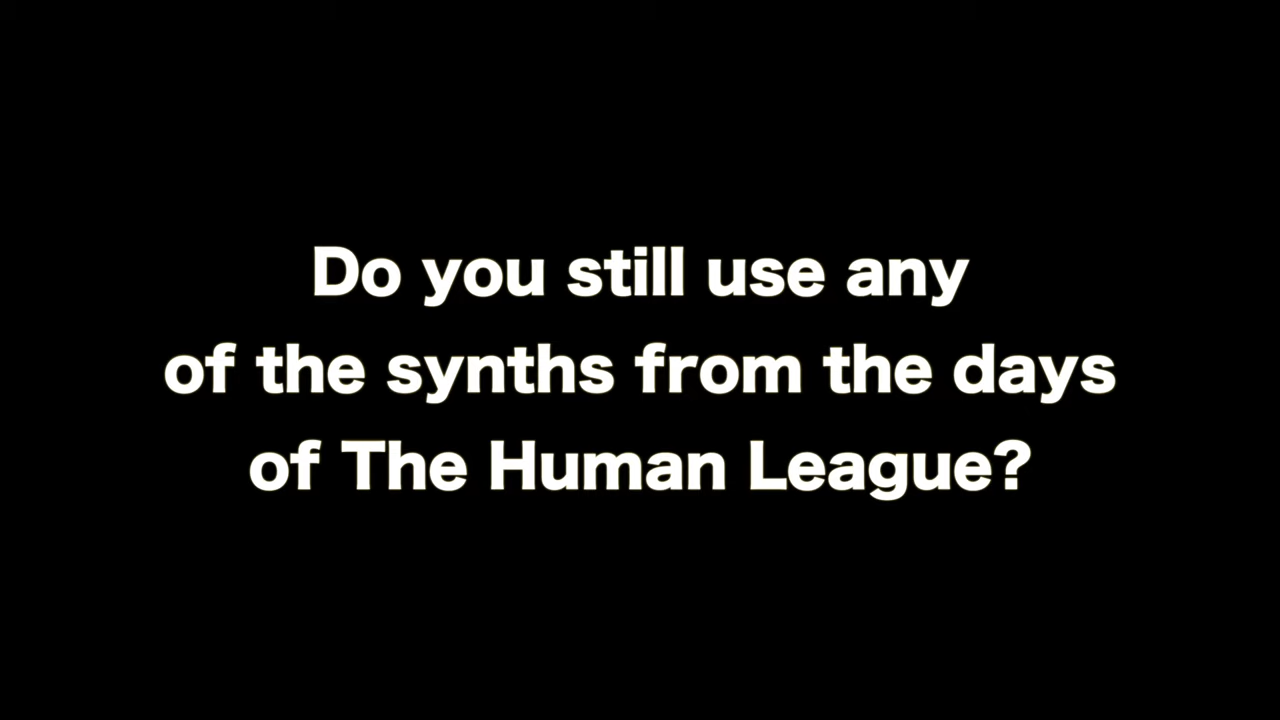 Do you still use any
of the synths from the days
of The Human League?